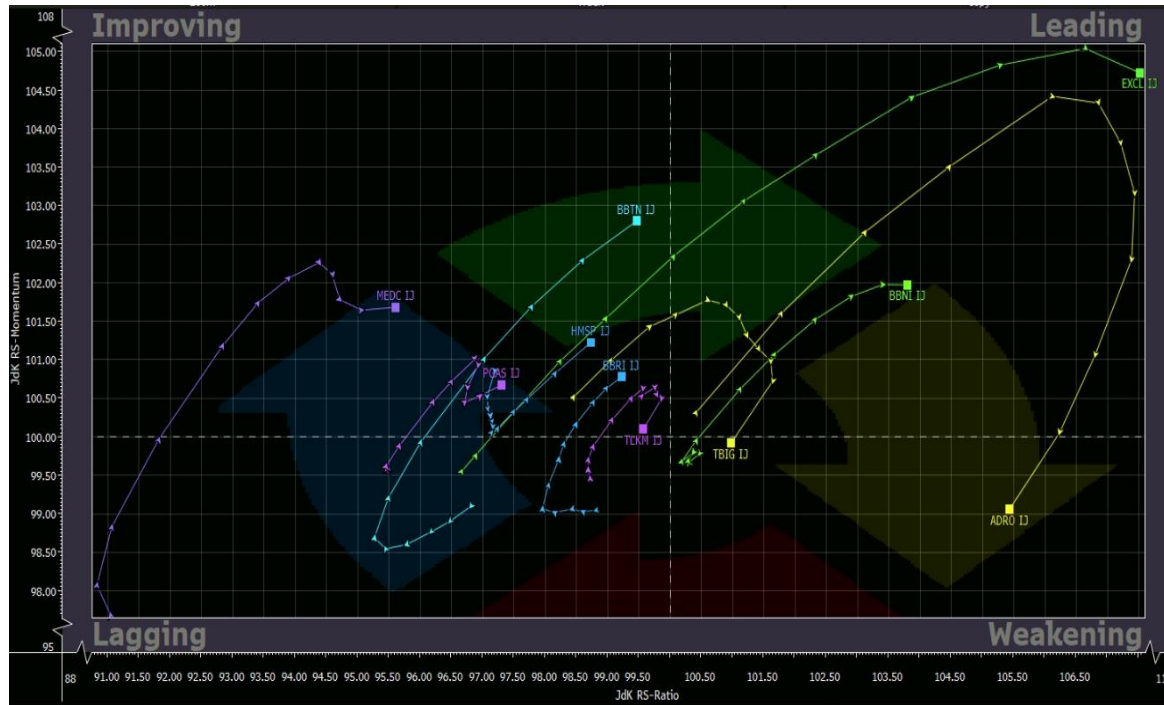 108
Improving
Leading
105.00
104.50
104.00
103.50
103.00
102.50
102.00
101.50
101.00
100.50
100.00
99.50
99.00
98.50
98.00
95
JdK RS-Momentum
EXCL IJ
BBTN IJ
MEDC IJ
BBNI IJ
HMSP IJ
BBRI IJ
PGAS IJ
TLKM IJ
TBIG IJ
ADRO IJ
Lagging
Weakening
88 91.00 91.50 92.00 92.50 93.00 93.50 94.00 94.50 95.00 95.50 96.00 96.50 97.00 97.50 98.00 98.50 99.00 99.50 100.50 101.50 102.50 103.50 104.50 105.50 106.50
JdK RS-Ratio